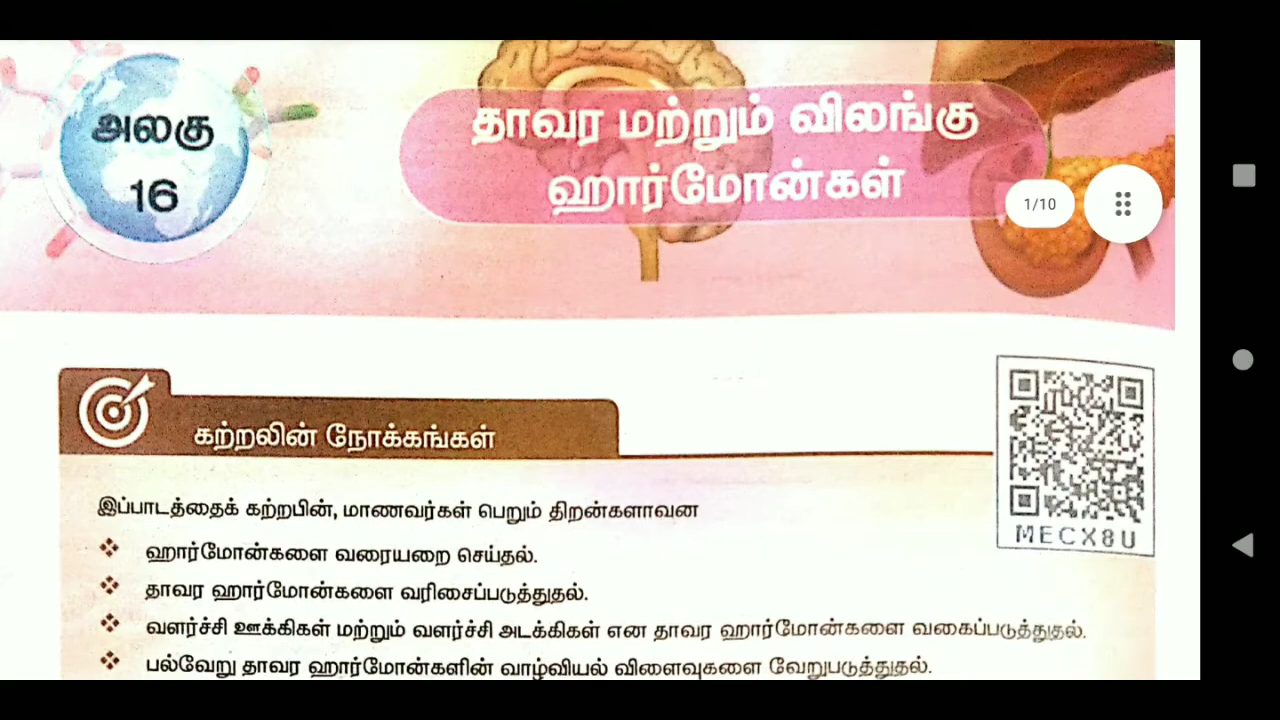 அலகு
16
தாவர மற்றும் விலங்கு
ஹார்மோன்கள்
1/10
கற்றலின் நோக்கங்கள்
MECX8U
இப்பாடத்தைக் கற்றபின், மாணவர்கள் பெறும் திறன்களாவன
❖ ஹார்மோன்களை வரையறை செய்தல்.
❖ தாவர ஹார்மோன்களை வரிசைப்படுத்துதல்.
❖ வளர்ச்சி ஊக்கிகள் மற்றும் வளர்ச்சி அடக்கிகள் என தாவர ஹார்மோன்களை வகைப்படுத்துதல்.
❖ பல்வேறு தாவர ஹார்மோன்களின் வாழ்வியல் விளைவுகளை வேறுபடுத்துதல்.